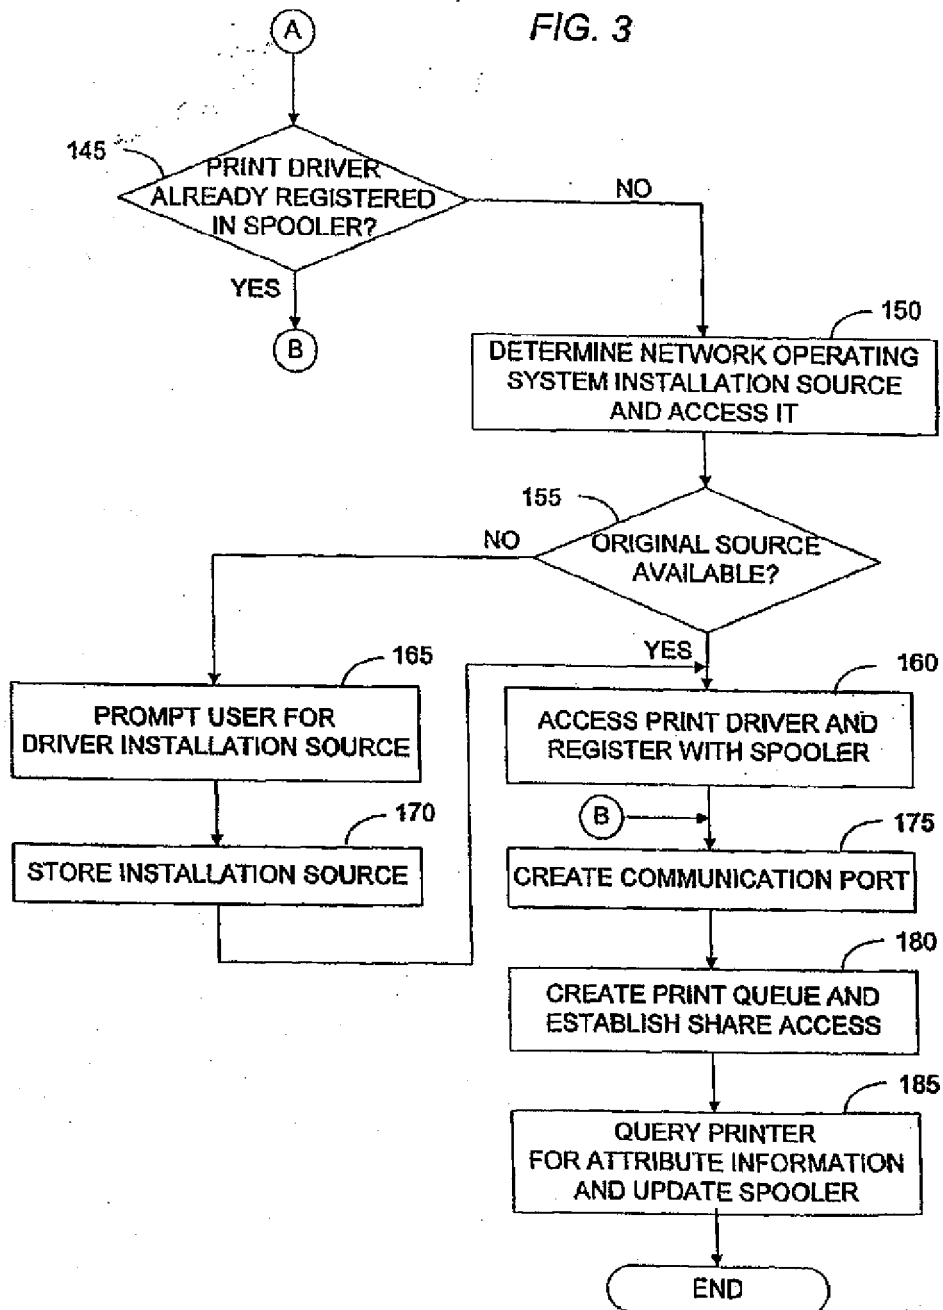 FIG. 3
A
145
PRINT DRIVER
ALREADY REGISTERED
IN SPOOLER?
NO
YES
B
150
DETERMINE NETWORK OPERATING
SYSTEM INSTALLATION SOURCE
AND ACCESS IT
155
ORIGINAL SOURCE
AVAILABLE?
NO
YES
165
PROMPT USER FOR
DRIVER INSTALLATION SOURCE
170
STORE INSTALLATION SOURCE
160
ACCESS PRINT DRIVER AND
REGISTER WITH SPOOLER
B
175
CREATE COMMUNICATION PORT
180
CREATE PRINT QUEUE AND
ESTABLISH SHARE ACCESS
185
QUERY PRINTER
FOR ATTRIBUTE INFORMATION
AND UPDATE SPOOLER
END